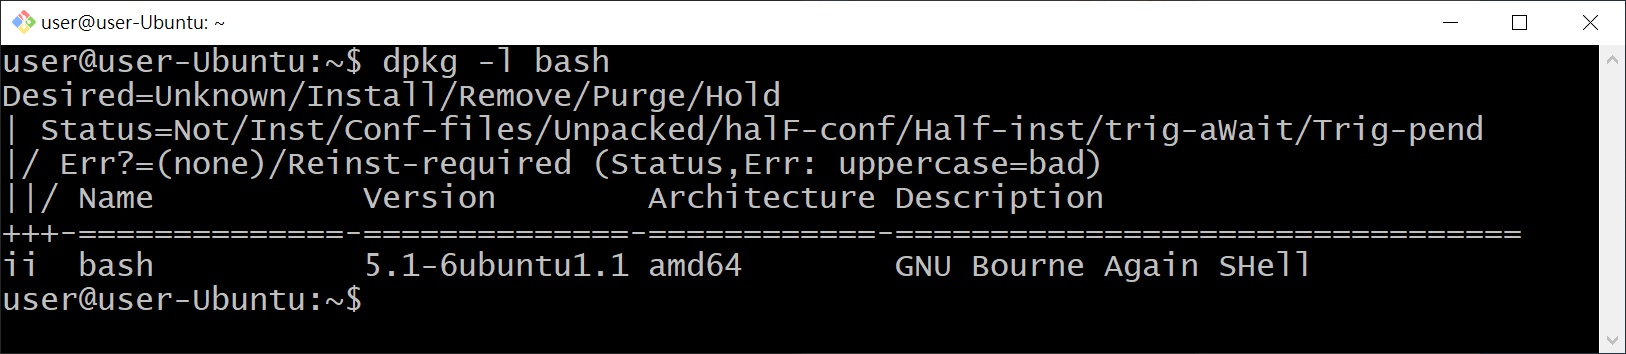 user@user-Ubuntu: ~
user@user-Ubuntu:~$ dpkg -l bash
Desired=Unknown/Install/Remove/Purge/Hold
| Status=Not/Inst/Conf-files/Unpacked/halF-conf/Half-inst/trig-aWait/Trig-pend
|/ Err?=(none)/Reinst-required (Status,Err: uppercase=bad)
||/ Name           Version        Architecture Description
+++-==============-==============-============-=================================
ii  bash           5.1-6ubuntu1.1 amd64        GNU Bourne Again SHell
user@user-Ubuntu:~$